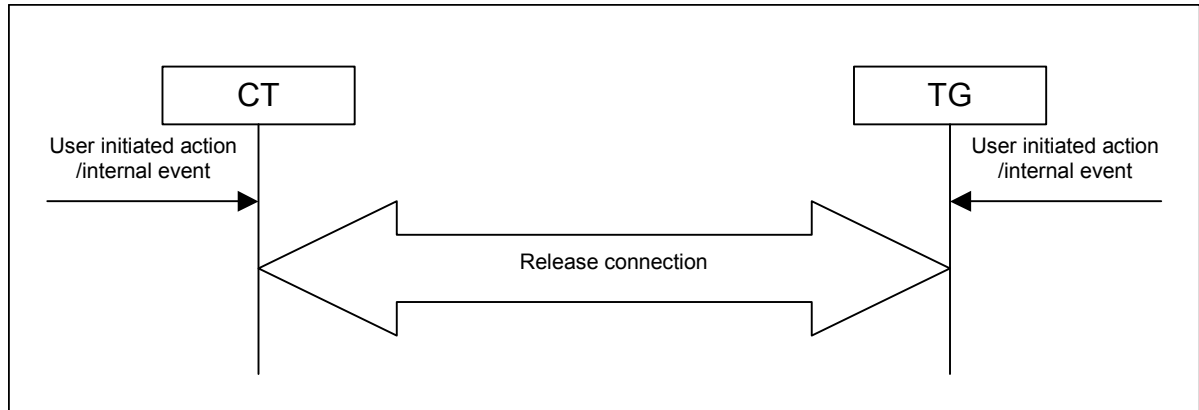 CT
TG
User initiated action
/internal event
User initiated action
/internal event
Release connection